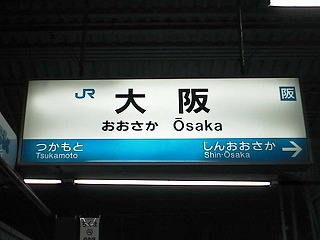 JR 大阪 阪
おおさか Ōsaka
つかもと しんおおさか
Tsukamoto Shin-Osaka →